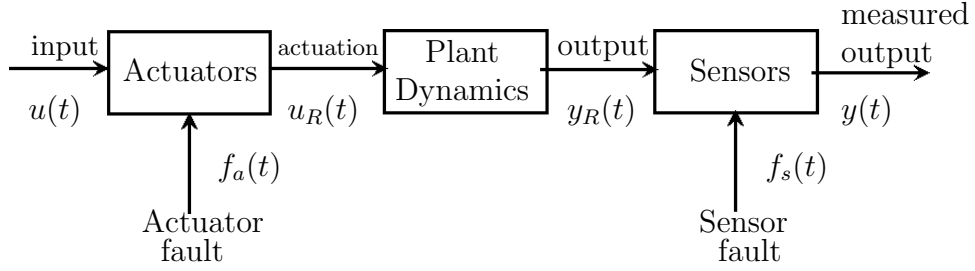 measured
input
actuation
output
output
Actuators
Plant
Dynamics
Sensors
u(t)
u_R(t)
y_R(t)
y(t)
f_a(t)
f_s(t)
Actuator
fault
Sensor
fault